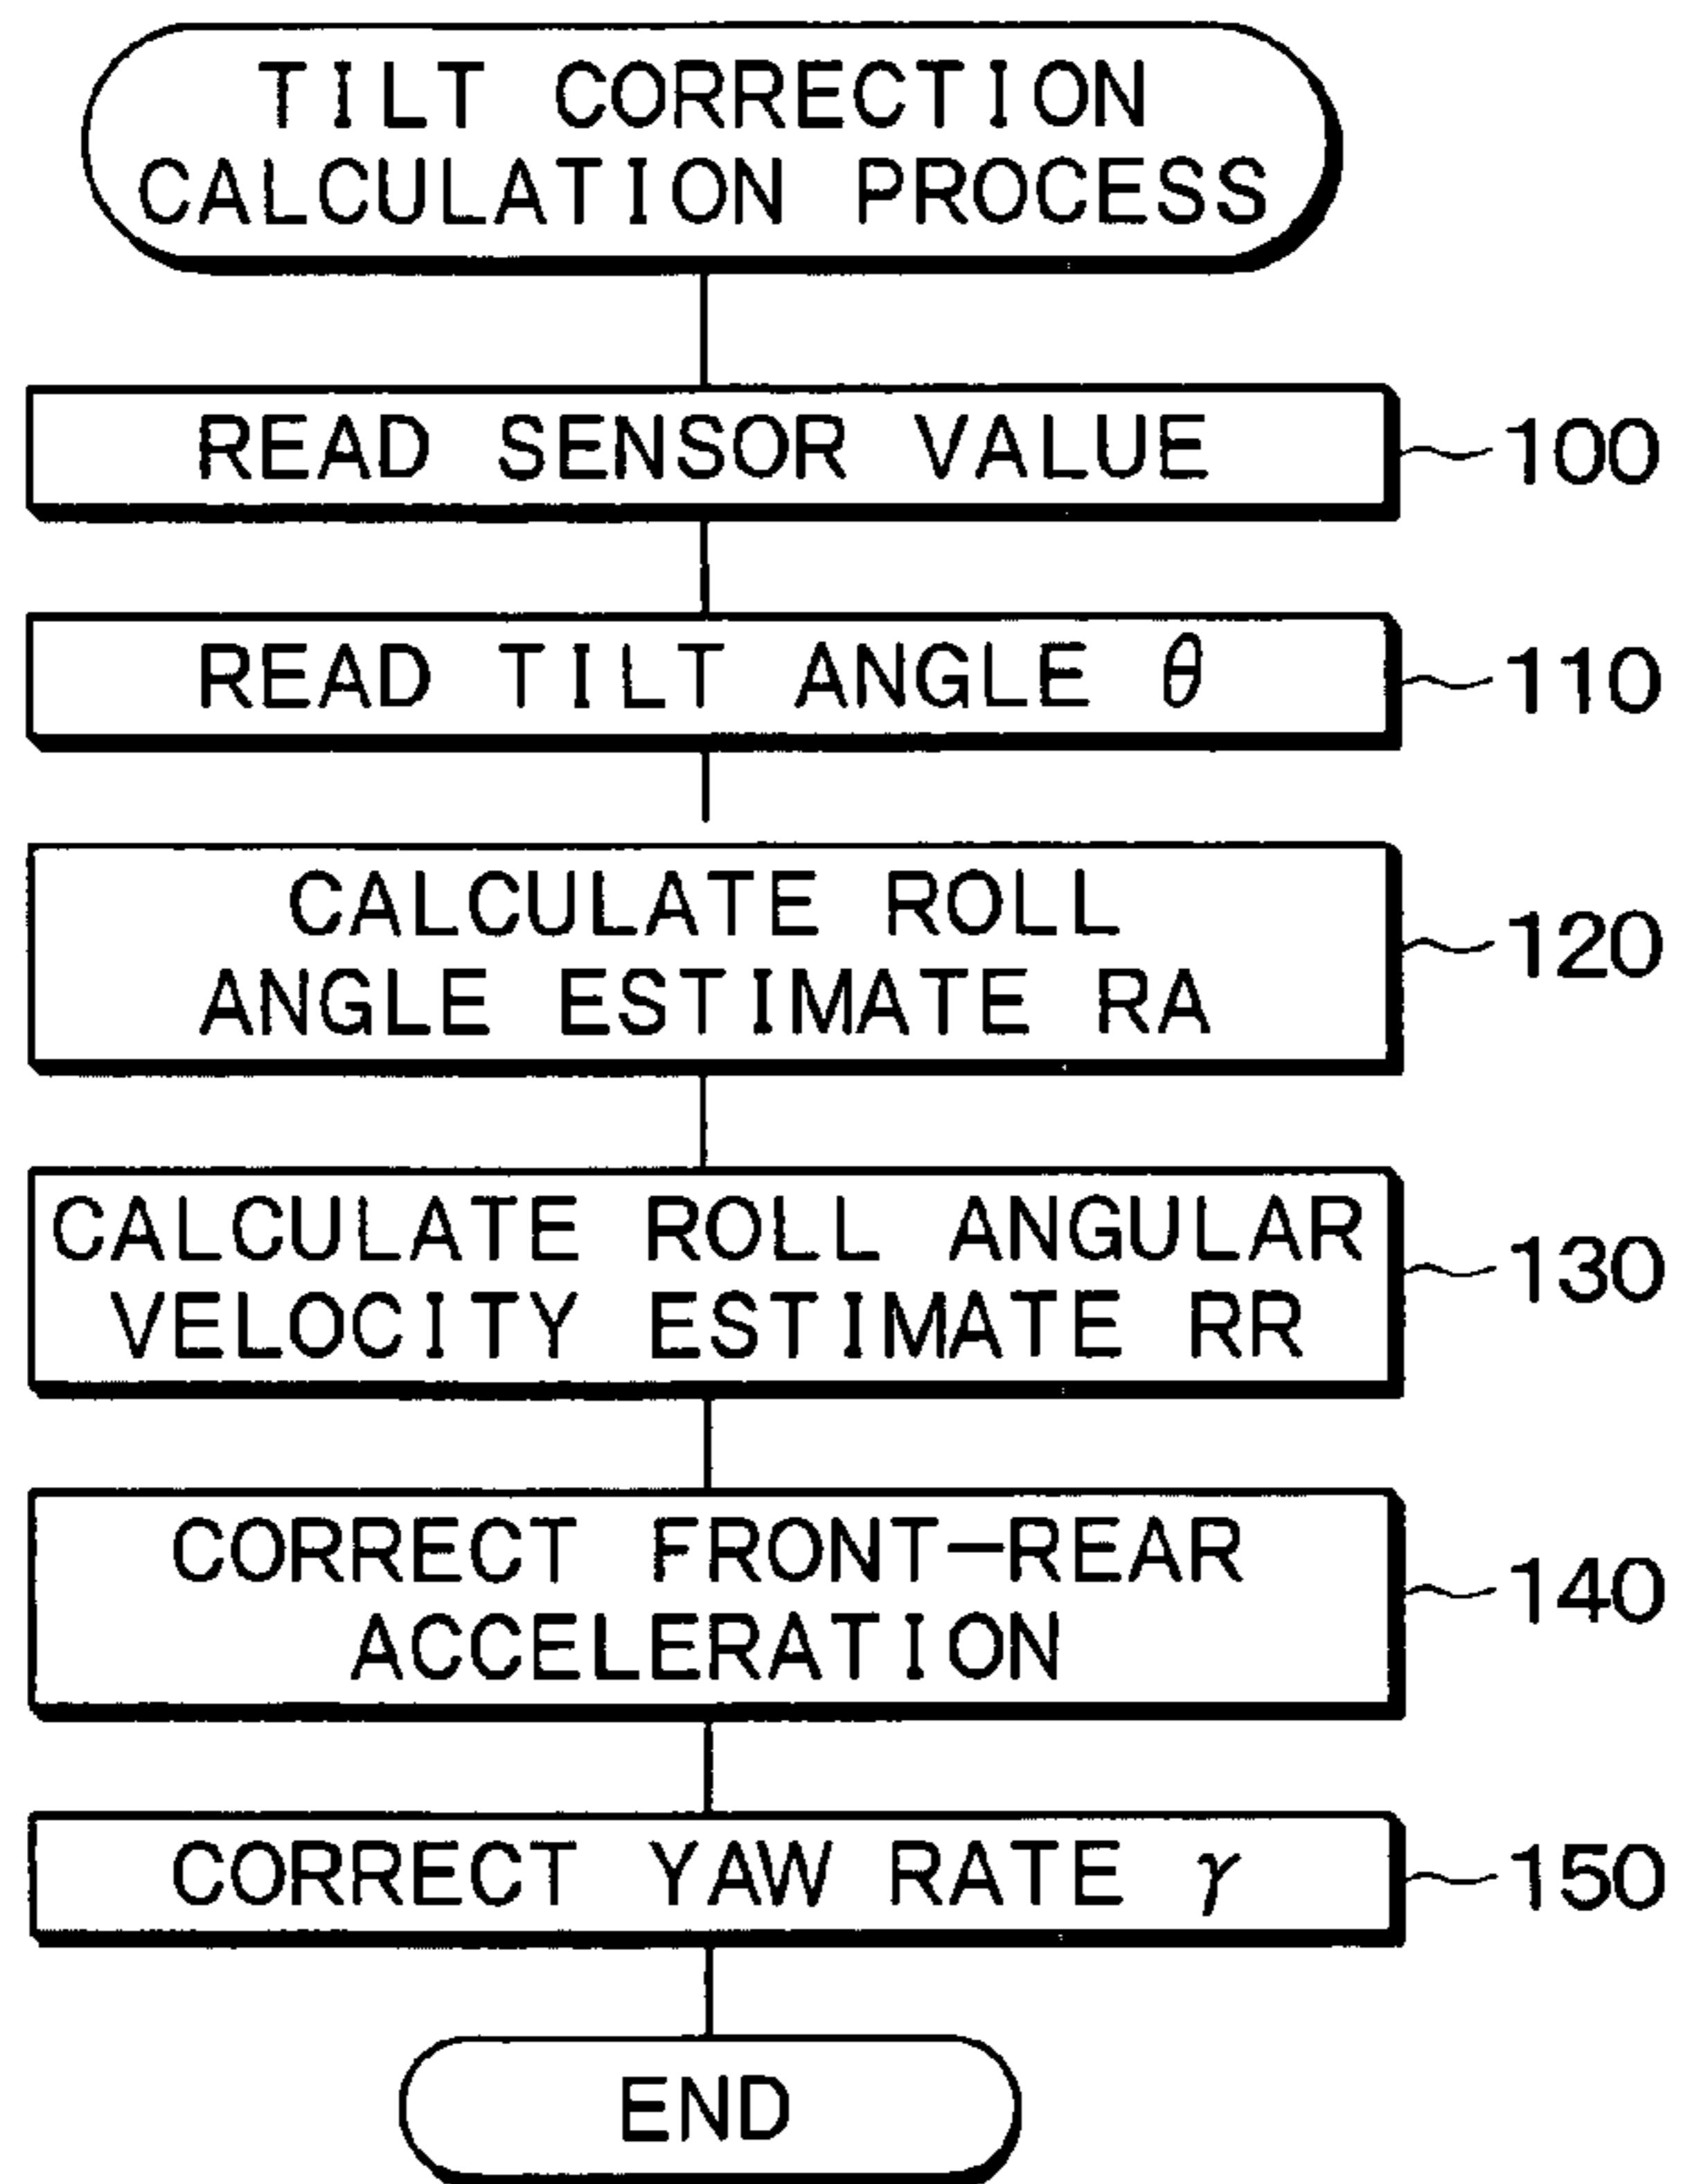 TILT CORRECTION
CALCULATION PROCESS
READ SENSOR VALUE
100
READ TILT ANGLE θ
110
CALCULATE ROLL
ANGLE ESTIMATE RA
120
CALCULATE ROLL ANGULAR
VELOCITY ESTIMATE RR
130
CORRECT FRONT-REAR
ACCELERATION
140
CORRECT YAW RATE γ
150
END